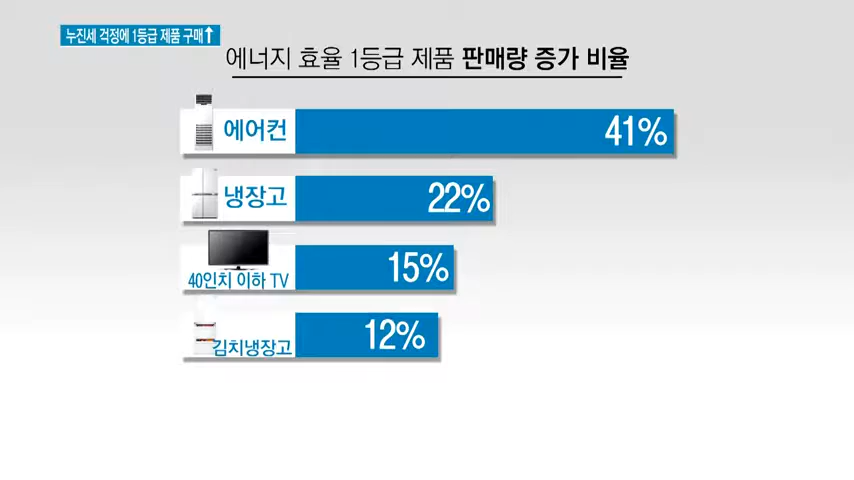 누진세 걱정에 1등급 제품 구매↑
에너지 효율 1등급 제품 판매량 증가 비율
에어컨 41%
냉장고 22%
40인치 이하 TV 15%
김치냉장고 12%